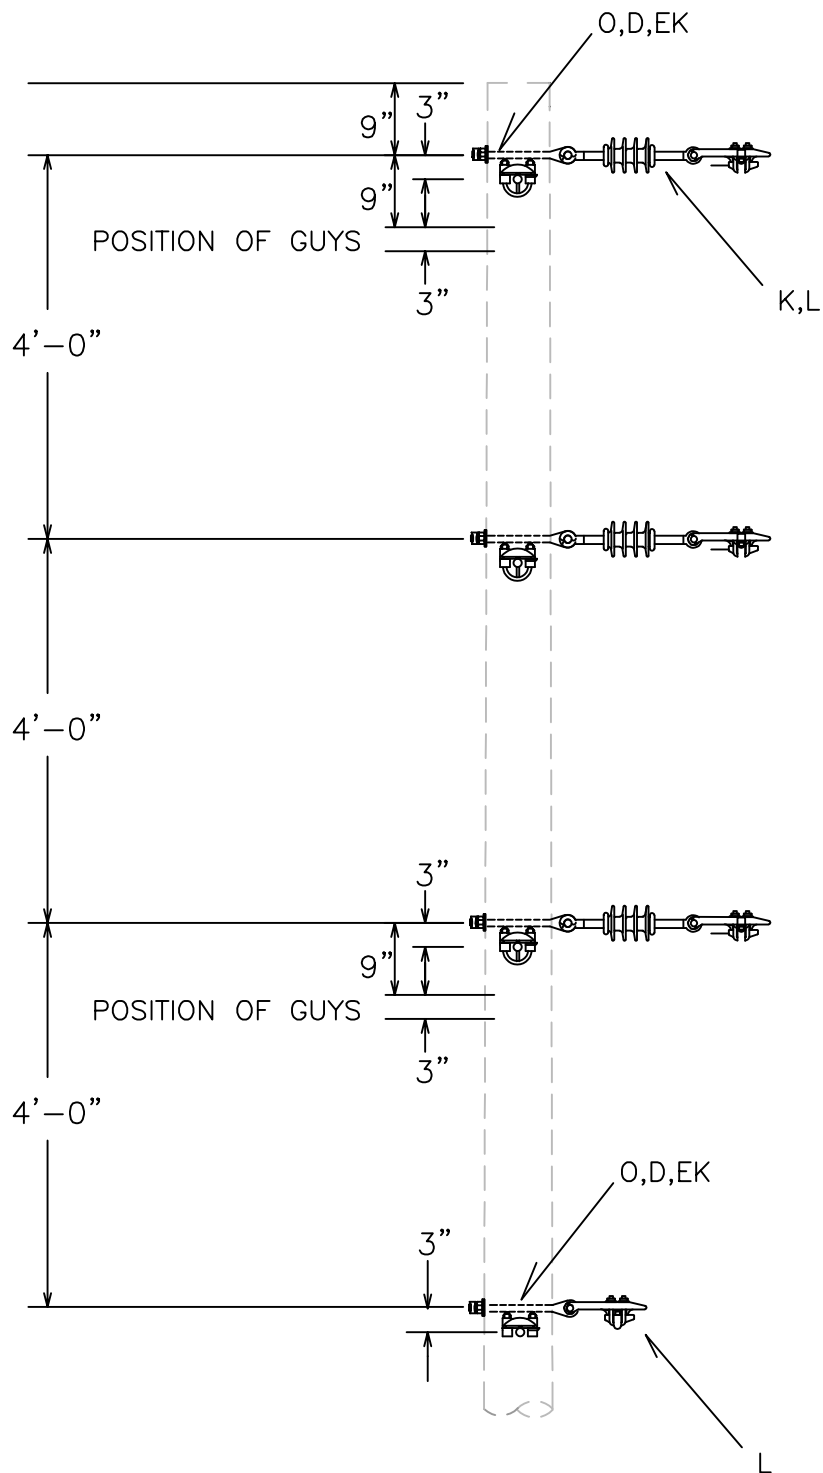 O,D,EK
3”
9”
9”
POSITION OF GUYS
3”
K,L
4’-0”
4’-0”
3”
9”
POSITION OF GUYS
3”
4’-0”
O,D,EK
3”
L